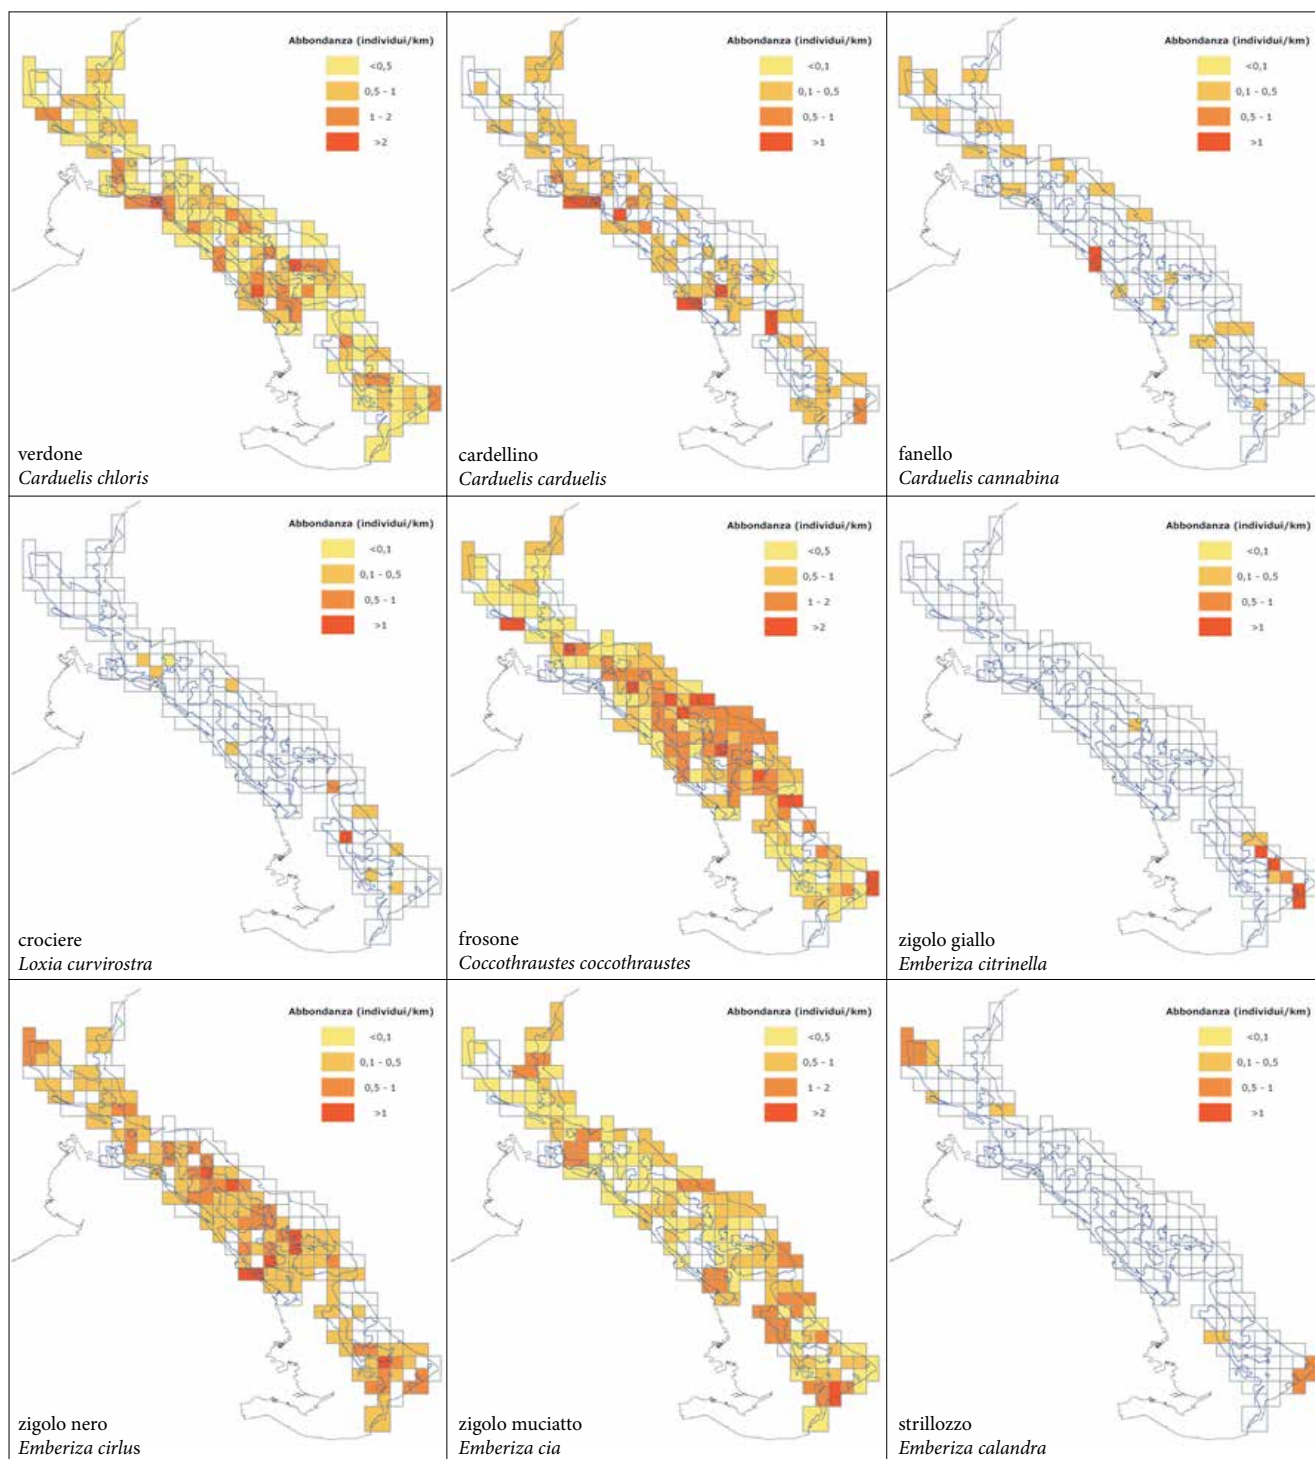 Abbondanza (individui/km)
<0,5
0,5 - 1
1 - 2
>2
verdone
Carduelis chloris
Abbondanza (individui/km)
<0,1
0,1 - 0,5
0,5 - 1
>1
cardellino
Carduelis carduelis
Abbondanza (individui/km)
<0,1
0,1 - 0,5
0,5 - 1
>1
fanello
Carduelis cannabina
Abbondanza (individui/km)
<0,1
0,1 - 0,5
0,5 - 1
>1
crociere
Loxia curvirostra
Abbondanza (individui/km)
<0,5
0,5 - 1
1 - 2
>2
frosone
Coccothraustes coccothraustes
Abbondanza (individui/km)
<0,1
0,1 - 0,5
0,5 - 1
>1
zigolo giallo
Emberiza citrinella
Abbondanza (individui/km)
<0,1
0,1 - 0,5
0,5 - 1
>1
zigolo nero
Emberiza cirlus
Abbondanza (individui/km)
<0,5
0,5 - 1
1 - 2
>2
zigolo muciatto
Emberiza cia
Abbondanza (individui/km)
<0,1
0,1 - 0,5
0,5 - 1
>1
strillozzo
Emberiza calandra